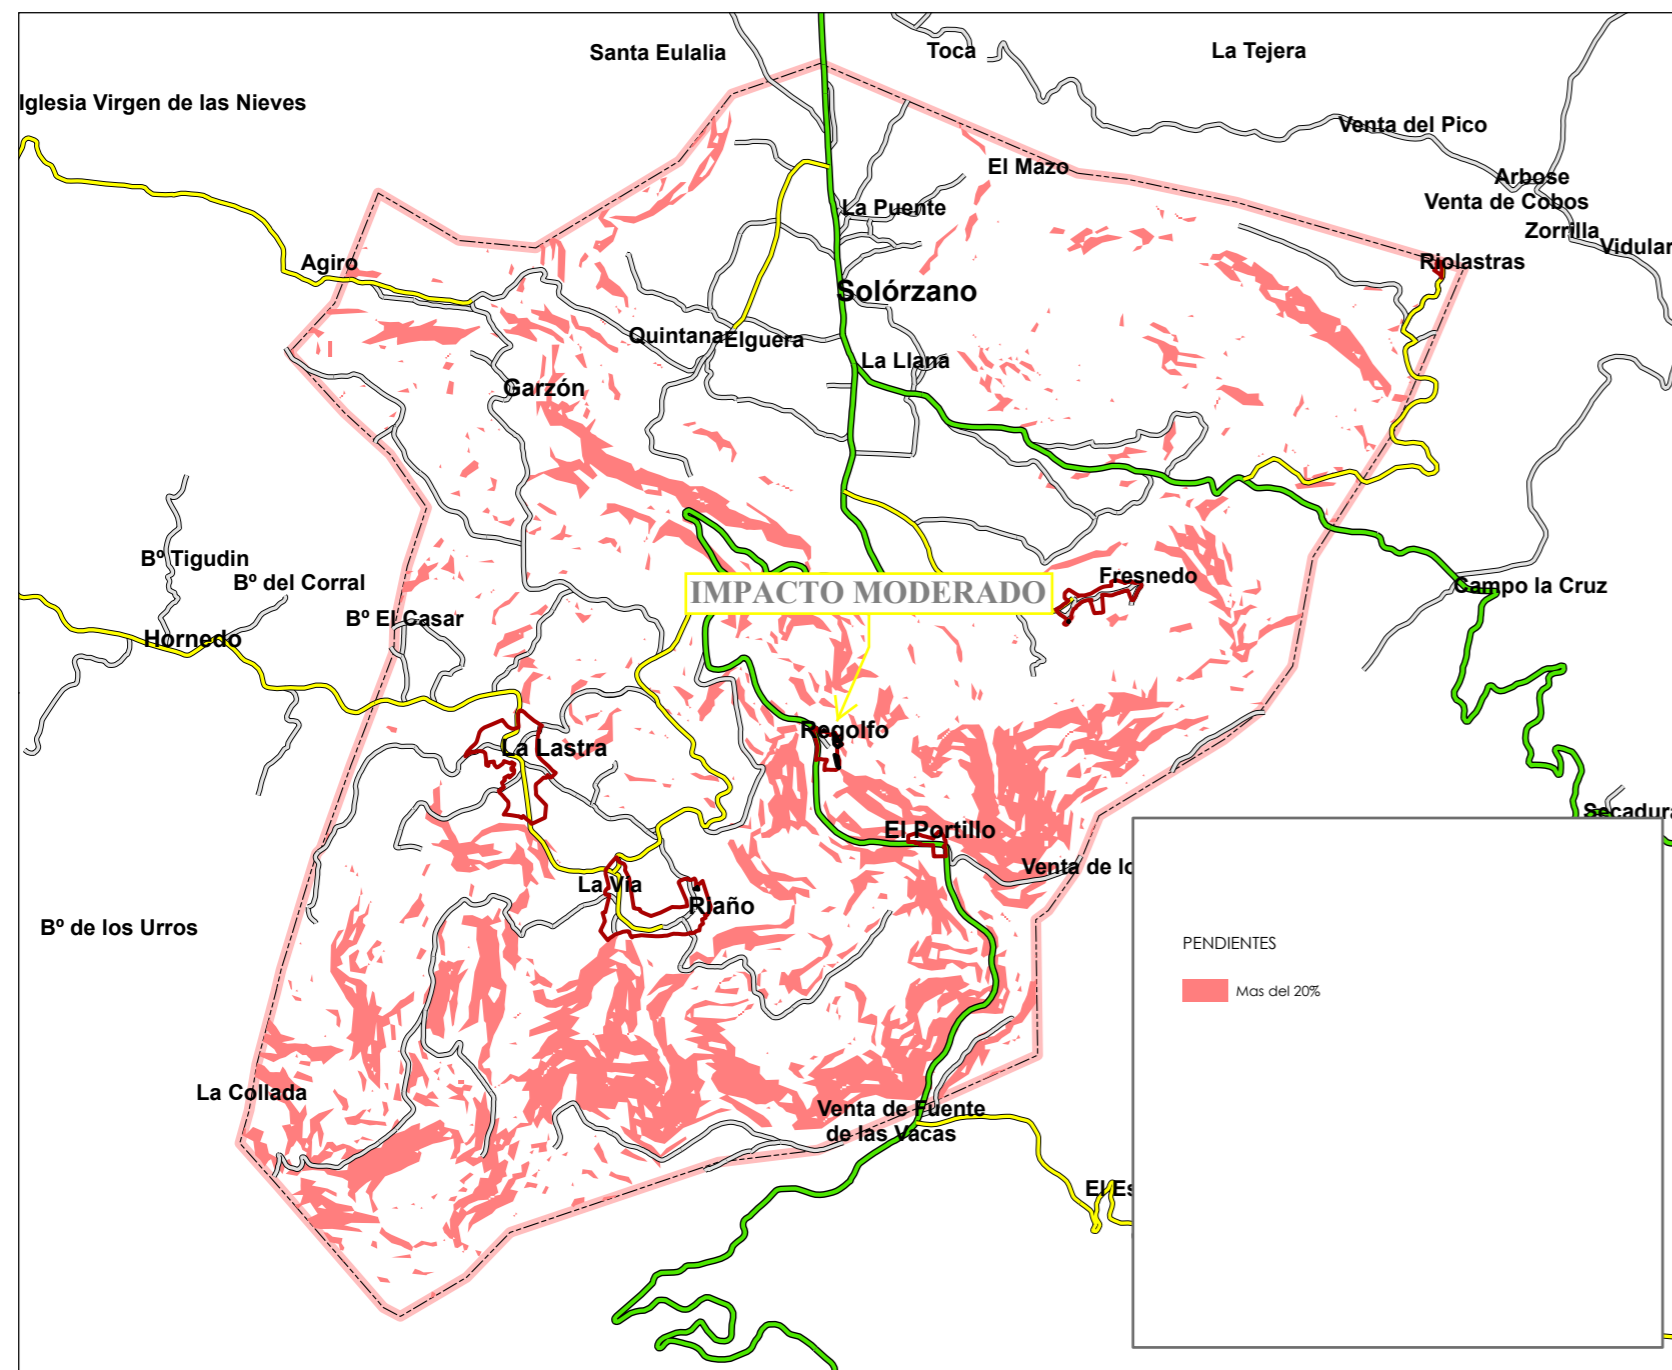 Santa Eulalia
Toca
La Tejera
Iglesia Virgen de las Nieves
Venta del Pico
El Mazo
Arbose
Venta de Cobos
La Puente
Zorrilla
Vidular
Agiro
Riolastras
Solórzano
Quintana
Elguera
La Llana
Garzón
Bº Tigudin
Bº del Corral
Fresnedo
Campo la Cruz
IMPACTO MODERADO
Bº El Casar
Hornedo
Regolfo
La Lastra
Secadura
El Portillo
Venta de lo
La Via
Riaño
Bº de los Urros
PENDIENTES
Mas del 20%
La Collada
Venta de Fuente
de las Vacas
El Es